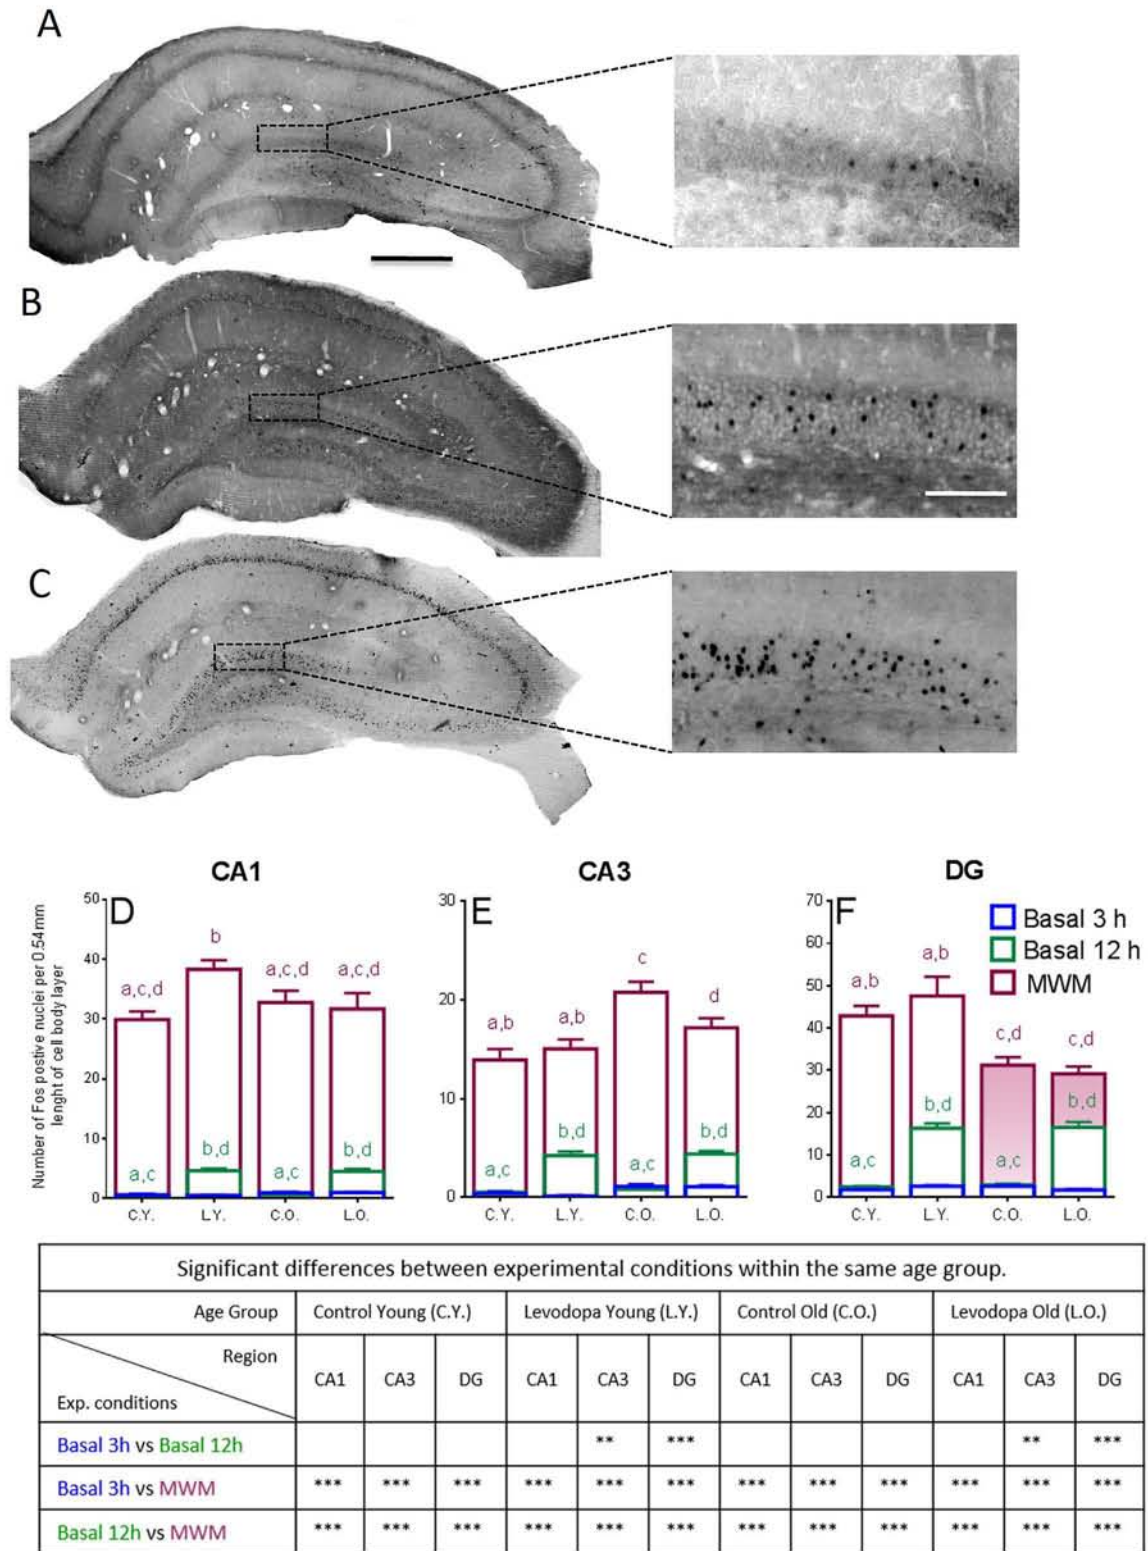 A
B
C
CA1
CA3
DG
Number of Fos postive nuclei per 0.54mm
lenght of cell body layer
50
40
30
20
10
0
D
a,c,d
b
a,c,d
a,c,d
a,c
b,d
a,c
b,d
C.Y.
L.Y.
C.O.
L.O.
30
20
10
0
E
a,b
a,b
c
d
a,c
b,d
a,c
b,d
C.Y.
L.Y.
C.O.
L.O.
70
60
50
40
30
20
10
0
F
a,b
a,b
c,d
c,d
a,c
b,d
a,c
b,d
C.Y.
L.Y.
C.O.
L.O.
Basal 3 h
Basal 12 h
MWM
Significant differences between experimental conditions within the same age group.
Age Group Control Young (C.Y.) Levodopa Young (L.Y.) Control Old (C.O.) Levodopa Old (L.O.)
Region
Exp. conditions
CA1 CA3 DG CA1 CA3 DG CA1 CA3 DG CA1 CA3 DG
Basal 3h vs Basal 12h ** *** ** ***
Basal 3h vs MWM *** *** *** *** *** *** *** *** *** *** *** ***
Basal 12h vs MWM *** *** *** *** *** *** *** *** *** *** *** ***